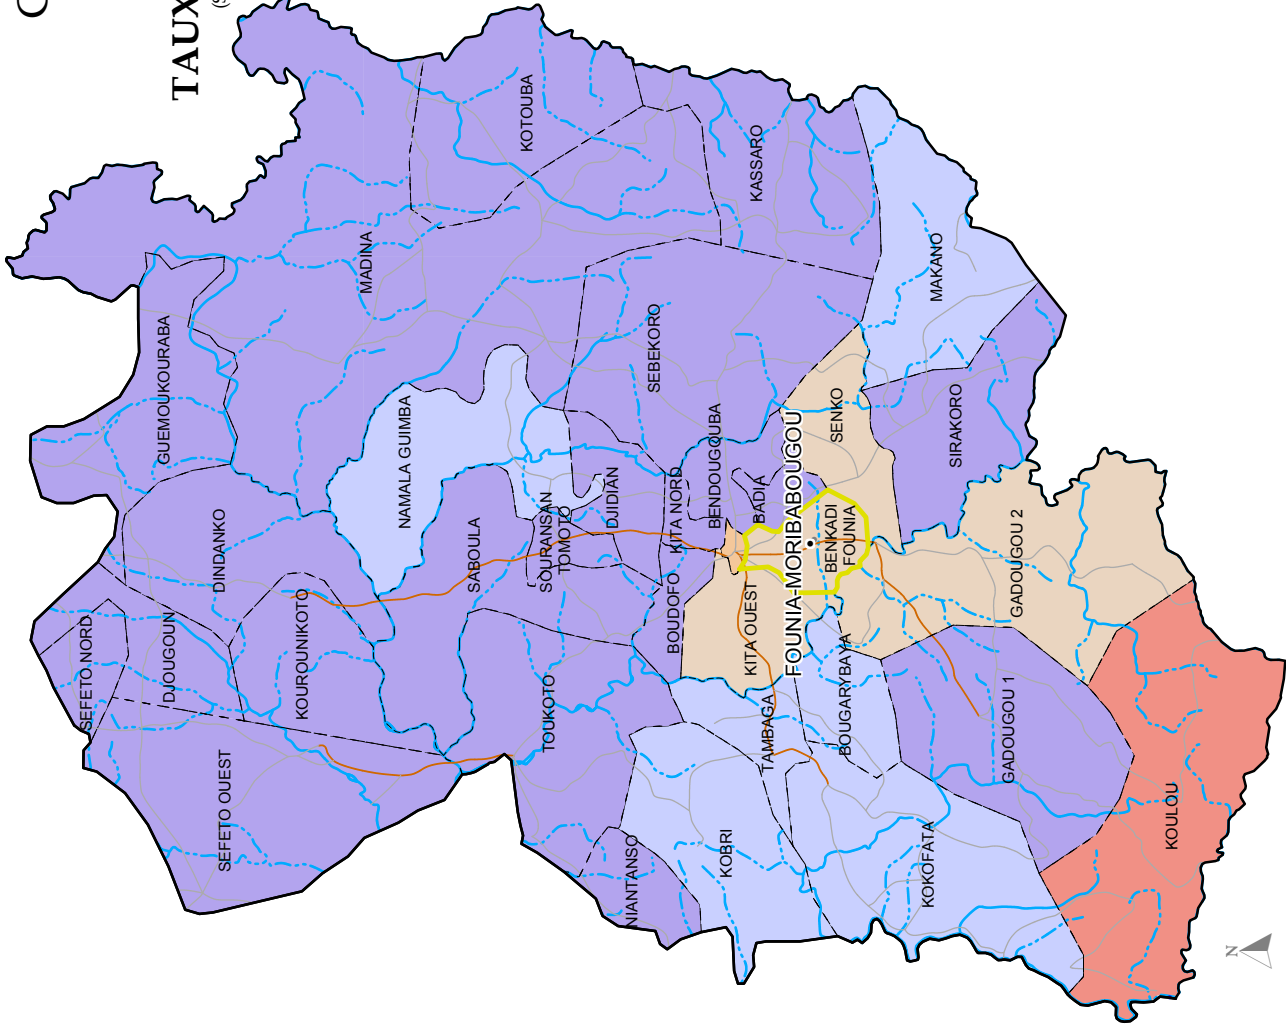 C
TAUX
(S
MADINA
KOTOUBA
KASSARO
GUEMOUKOURABA
SEBEKORO
MAKANO
NAMALA GUIMBA
BENDOUGOUBA
SENKO
SIRAKORO
DINDANKO
SABOULA
SOURANSAN
TOMOTO
DJIDIAN
KITA NORD
BADIA
FOUNIA-MORIBABOUGOU
BENKADI
FOUNIA
GADOUGOU 2
SEFETO NORD
DJOUGOUN
KOUROUNIKOTO
BOUDOFO
KITA OUEST
TOUKOTO
TAMBAGA
BOUGARYBAYA
GADOUGOU 1
SEFETO OUEST
NIANTANSO
KOBRI
KOKOFATA
KOULOU
N